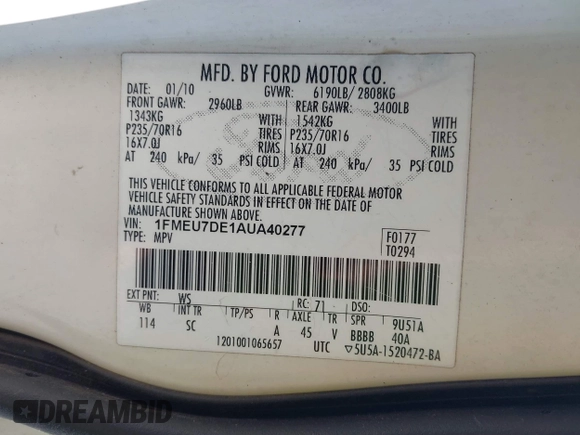 MFD. BY FORD MOTOR CO.
DATE: 01/10 GVWR: 6190LB/ 2808KG
FRONT GAWR: 2960LB REAR GAWR: 3400LB
1343KG WITH 1542KG WITH
P235/70R16 TIRES P235/70R16 TIRES
16X7.0J RIMS 16X7.0J RIMS
AT 240 kPa/ 35 PSI COLD AT 240 kPa/ 35 PSI COLD
THIS VEHICLE CONFORMS TO ALL APPLICABLE FEDERAL MOTOR
VEHICLE SAFETY STANDARDS IN EFFECT ON THE DATE OF
MANUFACTURE SHOWN ABOVE.
VIN: 1FMEU7DE1AUA40277 F0177
TYPE: MPV T0294
EXT PNT: WS RC: 71 DSO:
WB INT TR TP/PS R AXLE TR SPR 9U51A
114 SC A 45 V BBBB 40A
1201001065657 UTC ▽5U5A-1520472-BA
DREAMBID
AUTO IMPORT